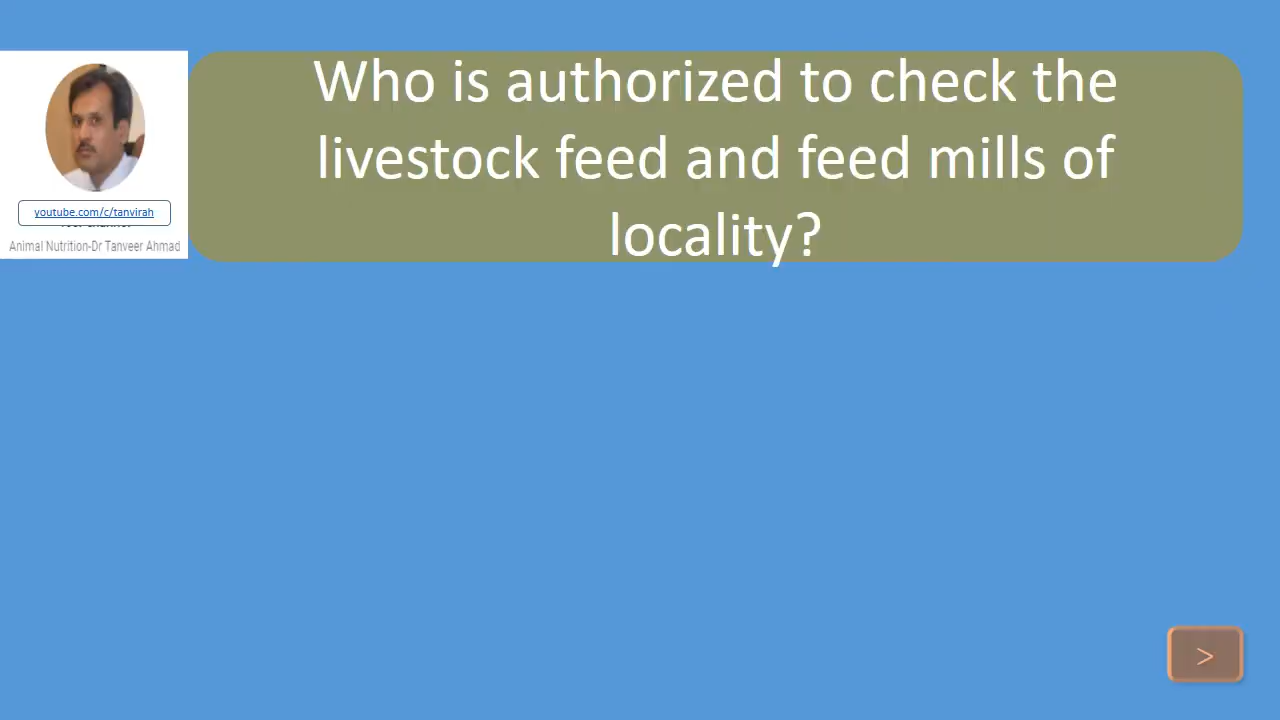 Who is authorized to check the
livestock feed and feed mills of
locality?
youtube.com/c/tanvirah
Animal Nutrition-Dr Tanveer Ahmad
>